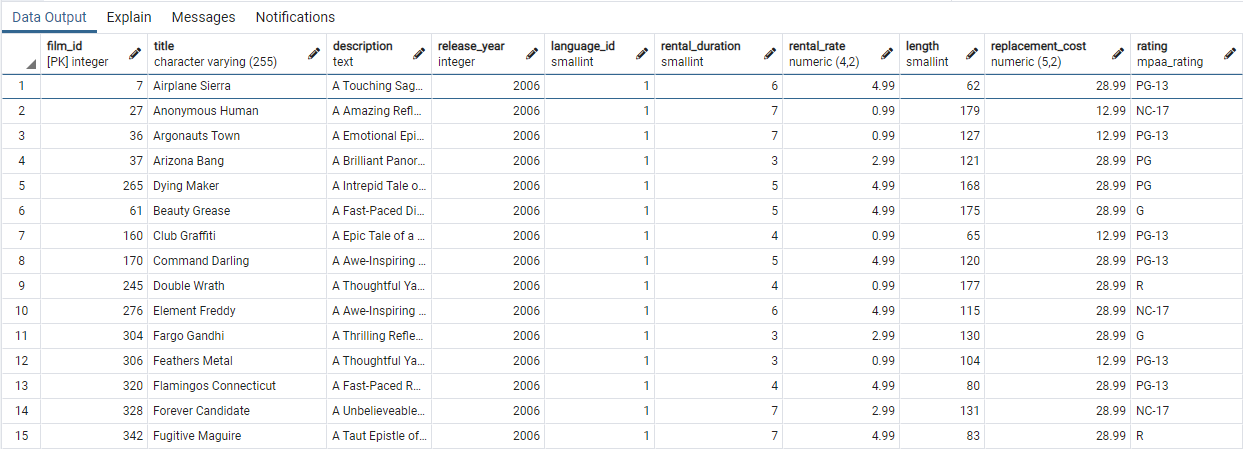 Data Output Explain Messages Notifications
film_id title description release_year language_id rental_duration rental_rate length replacement_cost rating
[PK] integer character varying (255) text integer smallint smallint numeric (4,2) smallint numeric (5,2) mpaa_rating
1 7 Airplane Sierra A Touching Sag... 2006 1 6 4.99 62 28.99 PG-13
2 27 Anonymous Human A Amazing Refl... 2006 1 7 0.99 179 12.99 NC-17
3 36 Argonauts Town A Emotional Epi... 2006 1 7 0.99 127 12.99 PG-13
4 37 Arizona Bang A Brilliant Panor... 2006 1 3 2.99 121 28.99 PG
5 265 Dying Maker A Intrepid Tale o... 2006 1 5 4.99 168 28.99 PG
6 61 Beauty Grease A Fast-Paced Di... 2006 1 5 4.99 175 28.99 G
7 160 Club Graffiti A Epic Tale of a ... 2006 1 4 0.99 65 12.99 PG-13
8 170 Command Darling A Awe-Inspiring ... 2006 1 5 4.99 120 28.99 PG-13
9 245 Double Wrath A Thoughtful Ya... 2006 1 4 0.99 177 28.99 R
10 276 Element Freddy A Awe-Inspiring ... 2006 1 6 4.99 115 28.99 NC-17
11 304 Fargo Gandhi A Thrilling Refle... 2006 1 3 2.99 130 28.99 G
12 306 Feathers Metal A Thoughtful Ya... 2006 1 3 0.99 104 12.99 PG-13
13 320 Flamingos Connecticut A Fast-Paced R... 2006 1 4 4.99 80 28.99 PG-13
14 328 Forever Candidate A Unbelieveable... 2006 1 7 2.99 131 28.99 NC-17
15 342 Fugitive Maguire A Taut Epistle of... 2006 1 7 4.99 83 28.99 R